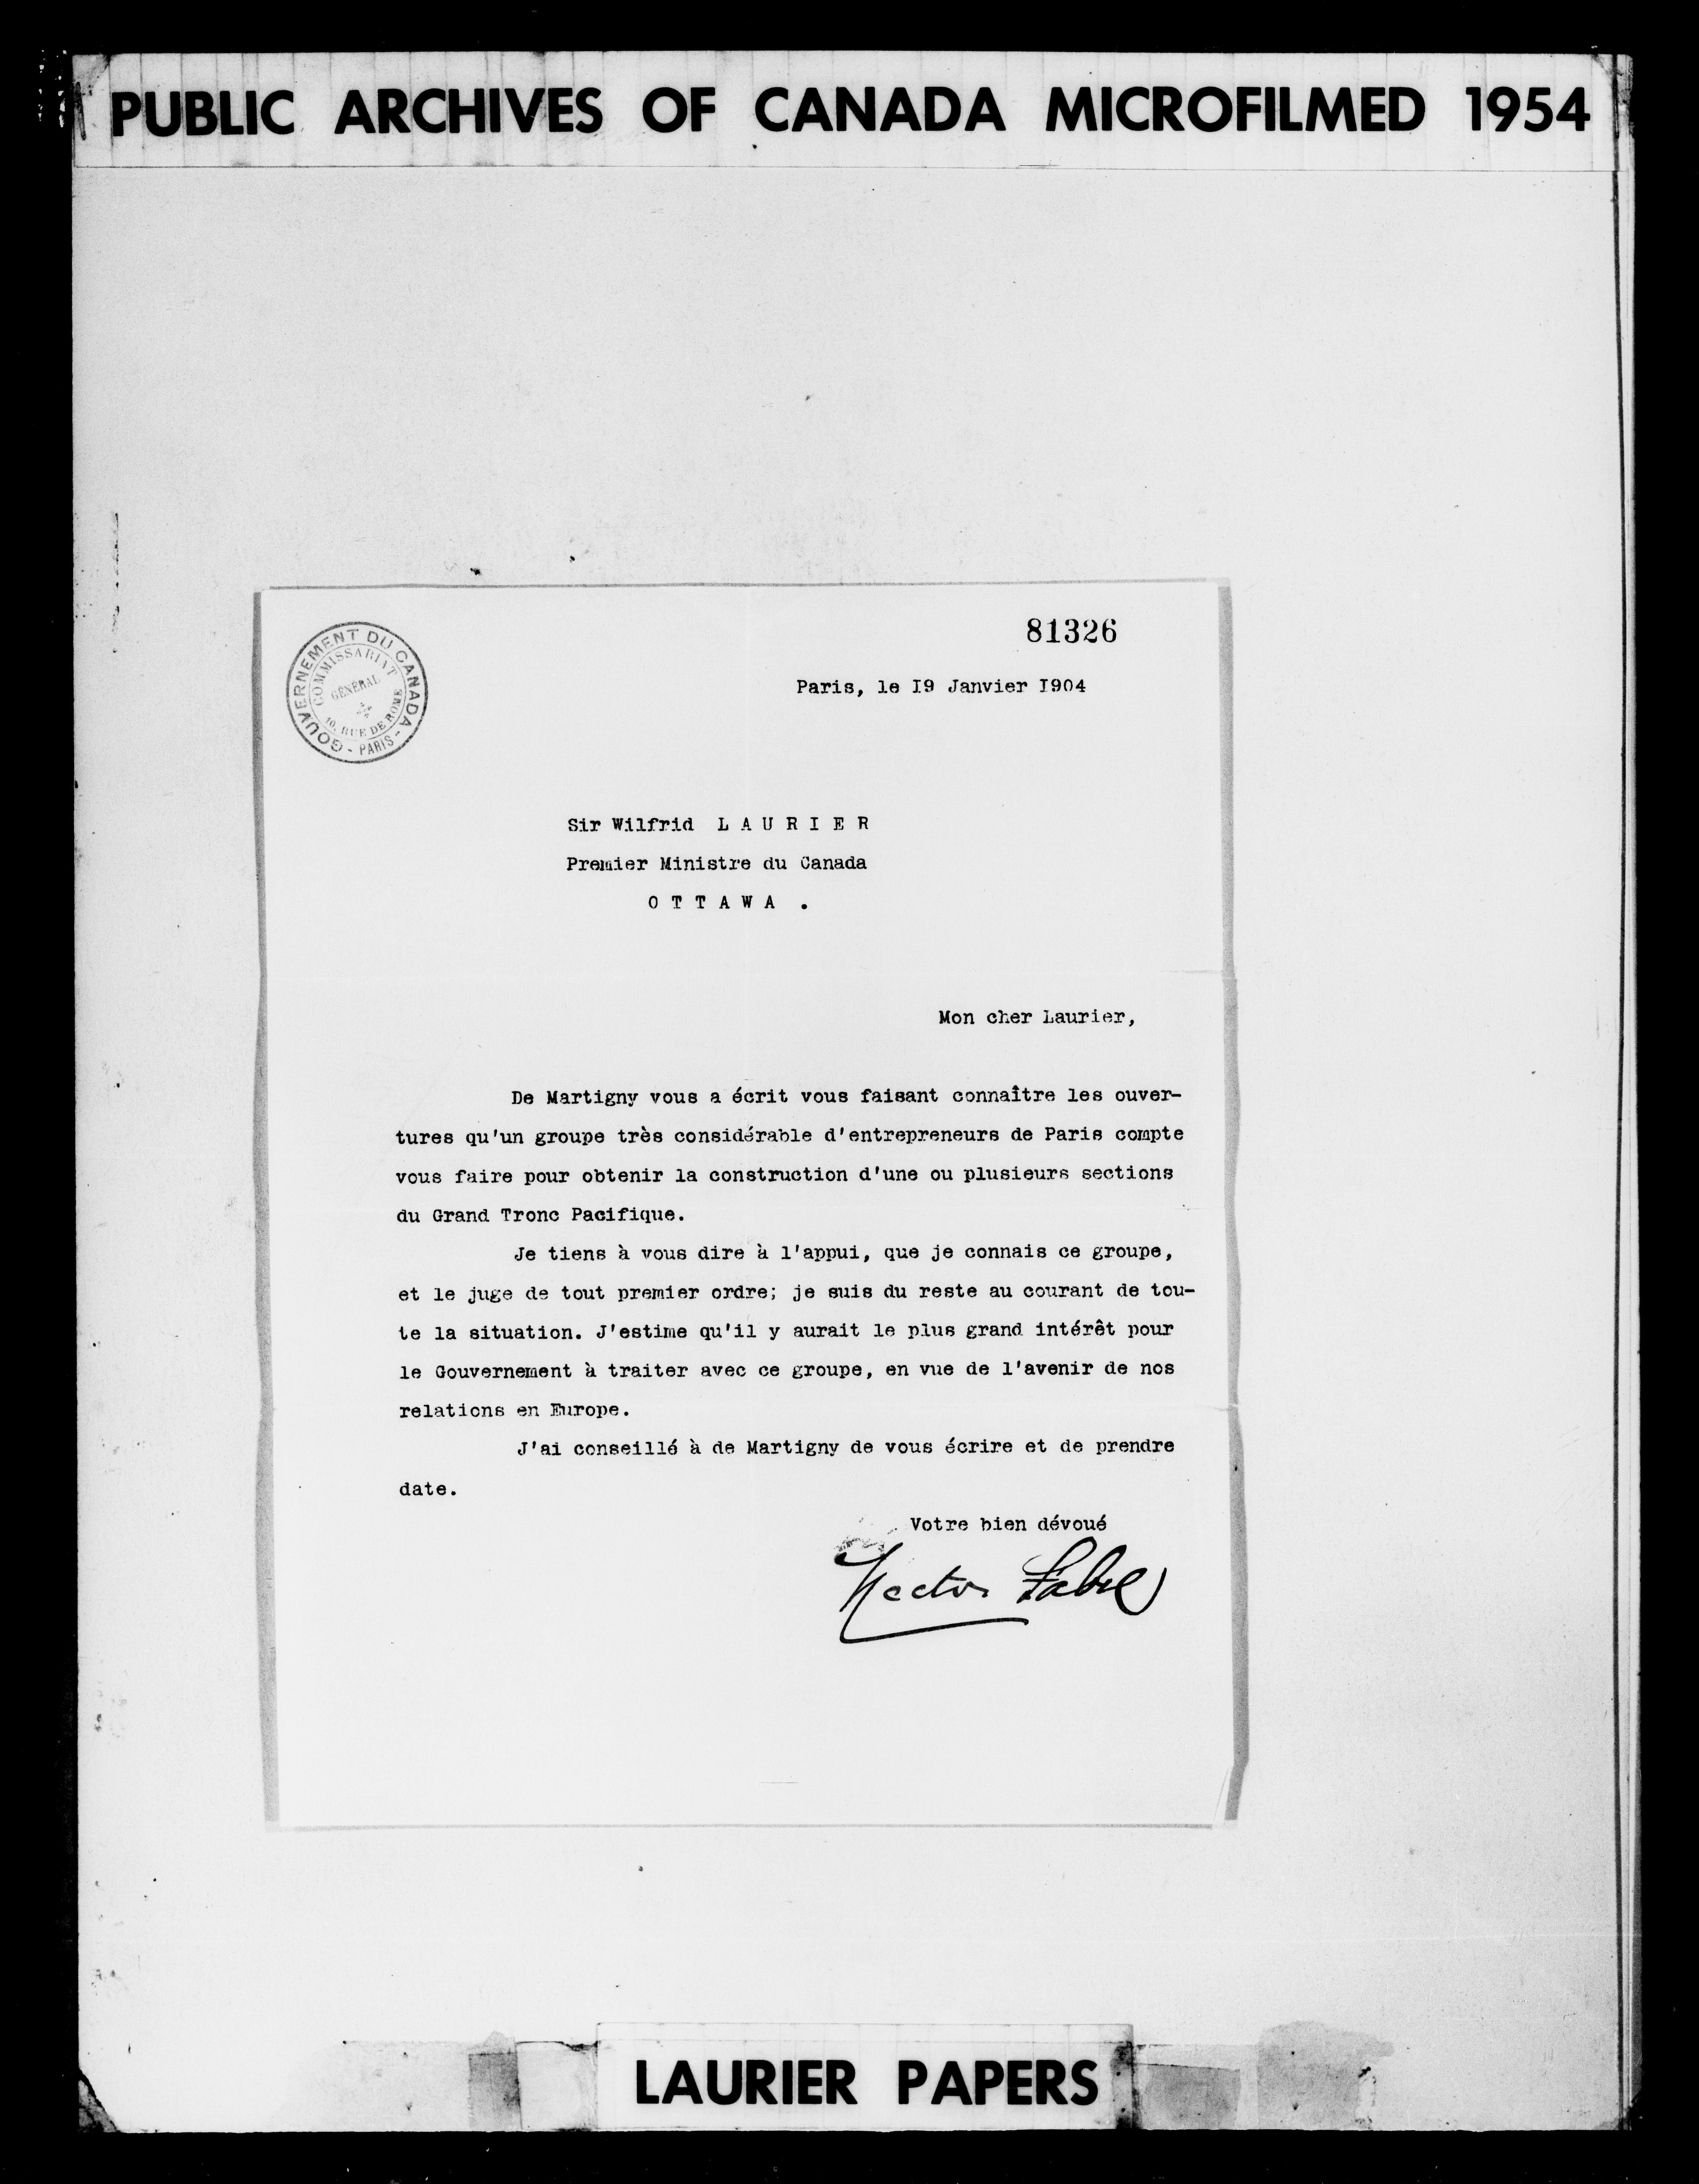 PUBLIC ARCHIVES OF CANADA MICROFILMED 1954
81326
GOUVERNEMENT DU CANADA - PARIS -
COMMISSARIAT
GÉNÉRAL
10, RUE DE ROME
Paris, le I9 Janvier I904
Sir Wilfrid L A U R I E R
Premier Ministre du Canada
O T T A W A .
Mon cher Laurier,
De Martigny vous a écrit vous faisant connaître les ouver-
tures qu'un groupe très considérable d'entrepreneurs de Paris compte
vous faire pour obtenir la construction d'une ou plusieurs sections
du Grand Tronc Pacifique.
Je tiens à vous dire à l'appui, que je connais ce groupe,
et le juge de tout premier ordre; je suis du reste au courant de tou-
te la situation. J'estime qu'il y aurait le plus grand intérêt pour
le Gouvernement à traiter avec ce groupe, en vue de l'avenir de nos
relations en Europe.
J'ai conseillé à de Martigny de vous écrire et de prendre
date.
Votre bien dévoué
Hector Fabre
LAURIER PAPERS